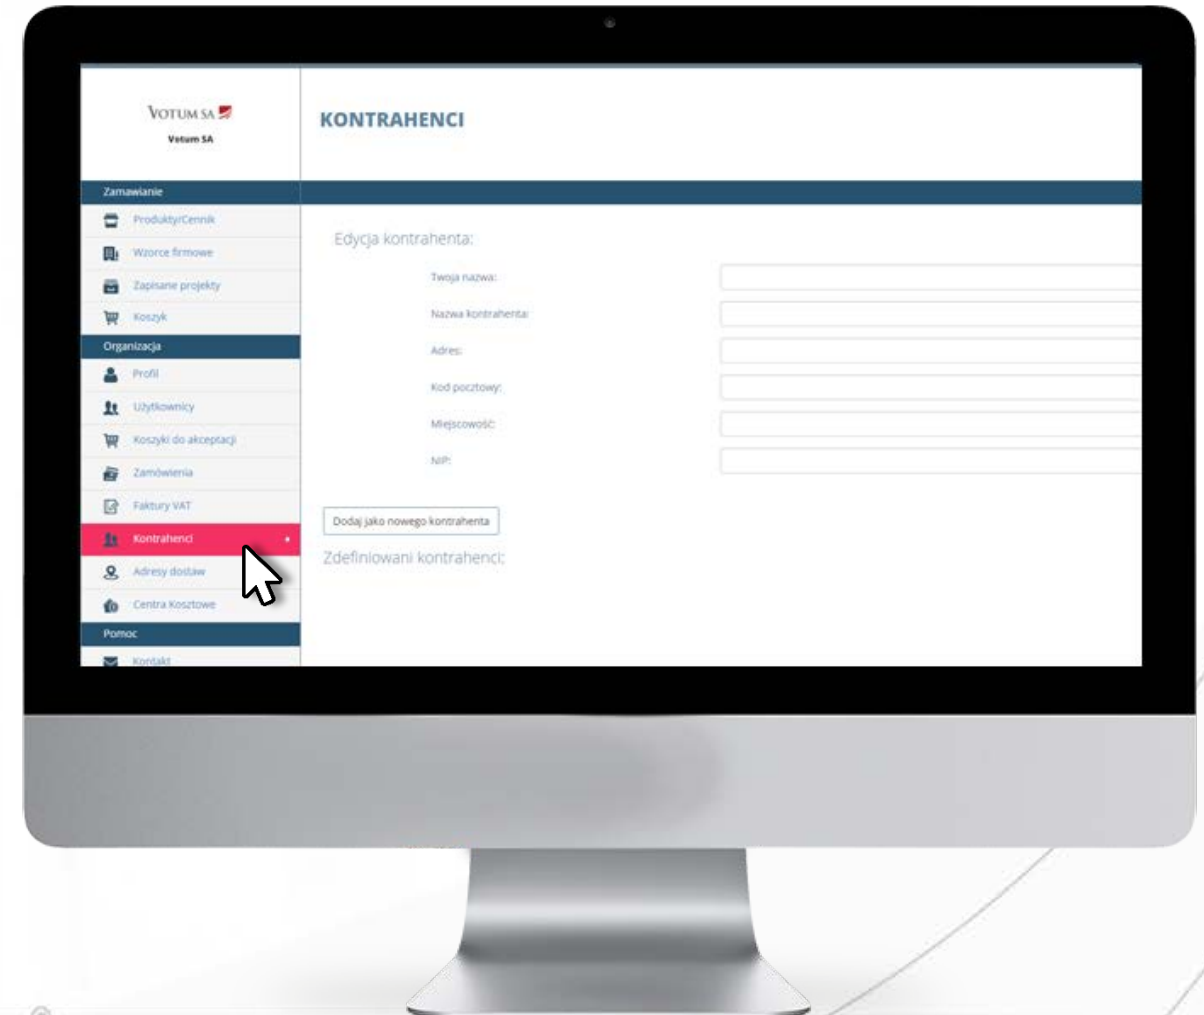 VOTUM SA
Votum SA
KONTRAHENCI
Zamawianie
Produkty/Cennik
Wzorce firmowe
Zapisane projekty
Koszyk
Organizacja
Profil
Użytkownicy
Koszyki do akceptacji
Zamówienia
Faktury VAT
Kontrahenci
Adresy dostaw
Centra Kosztowe
Pomoc
Kontakt
Edycja kontrahenta:
Twoja nazwa:
Nazwa kontrahenta:
Adres:
Kod pocztowy:
Miejscowość:
NIP:
Dodaj jako nowego kontrahenta
Zdefiniowani kontrahenci: